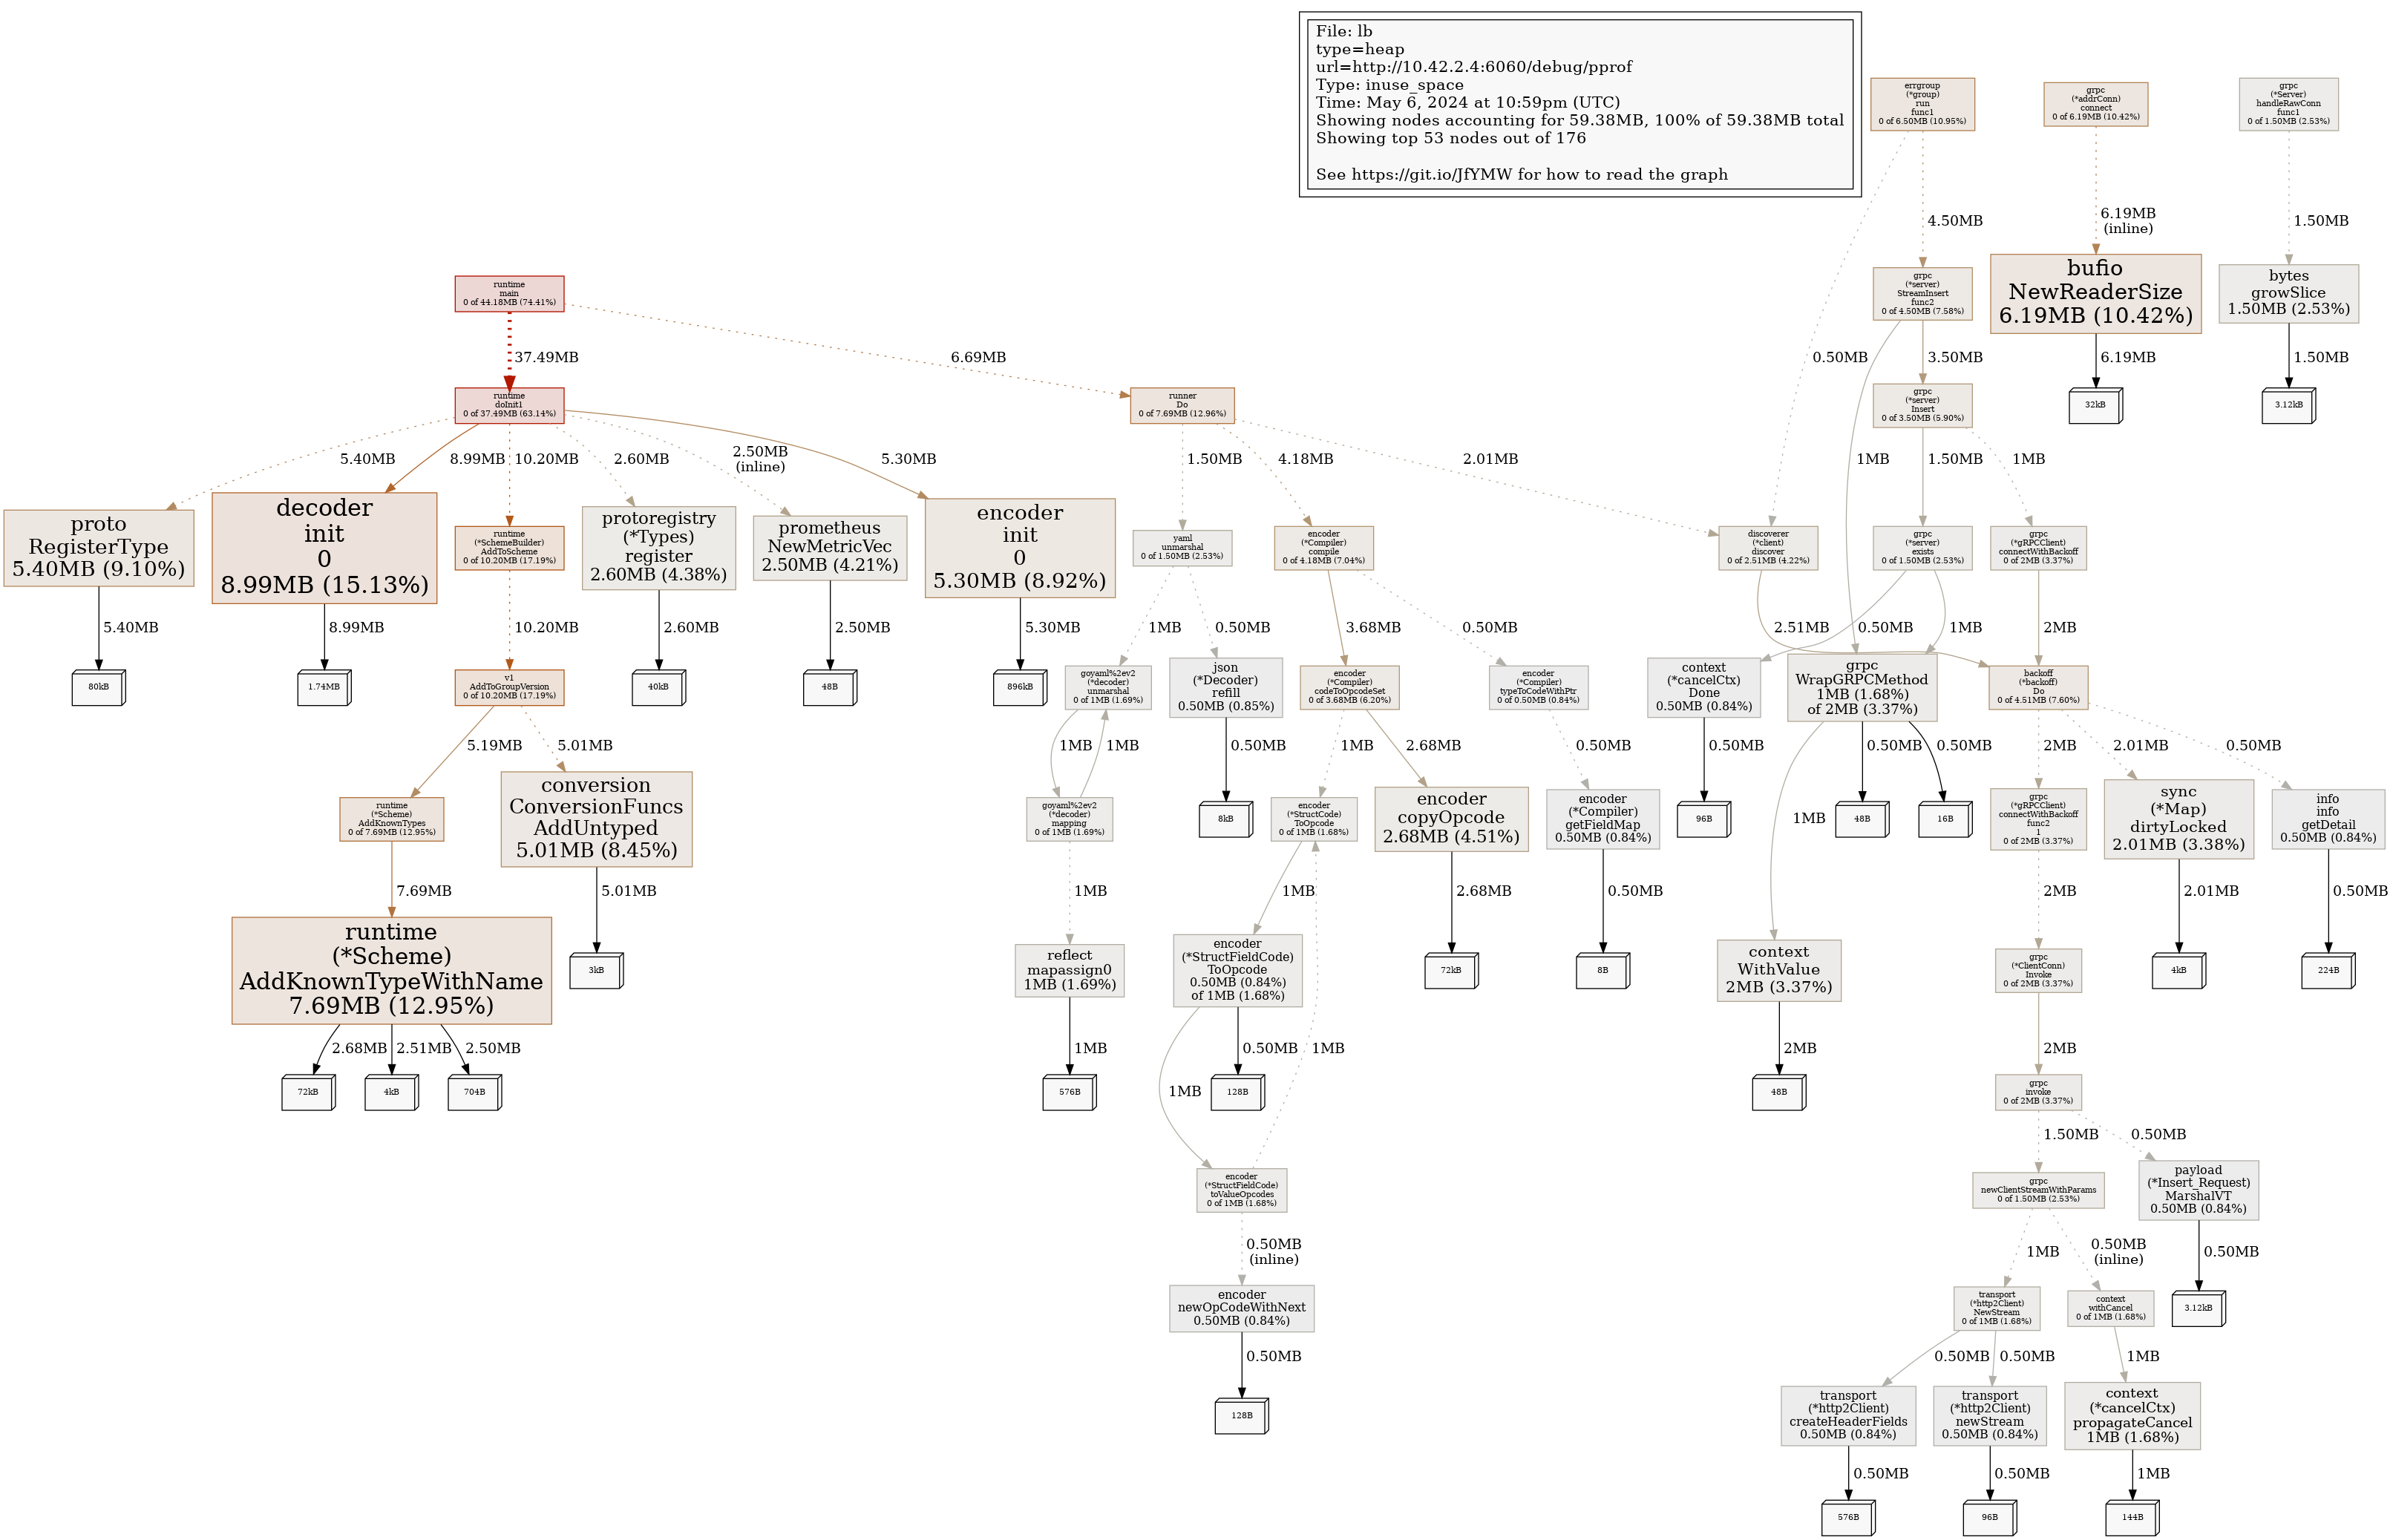 File: lb
type=heap
url=http://10.42.2.4:6060/debug/pprof
Type: inuse_space
Time: May 6, 2024 at 10:59pm (UTC)
Showing nodes accounting for 59.38MB, 100% of 59.38MB total
Showing top 53 nodes out of 176
See https://git.io/JfYMW for how to read the graph
errgroup
(*group)
run
func1
0 of 6.50MB (10.95%)
grpc
(*addrConn)
connect
0 of 6.19MB (10.42%)
grpc
(*Server)
handleRawConn
func1
0 of 1.50MB (2.53%)
4.50MB
6.19MB
(inline)
1.50MB
runtime
main
0 of 44.18MB (74.41%)
grpc
(*server)
StreamInsert
func2
0 of 4.50MB (7.58%)
bufio
NewReaderSize
6.19MB (10.42%)
bytes
growSlice
1.50MB (2.53%)
37.49MB
6.69MB
0.50MB
3.50MB
6.19MB
1.50MB
runtime
doInit1
0 of 37.49MB (63.14%)
runner
Do
0 of 7.69MB (12.96%)
grpc
(*server)
Insert
0 of 3.50MB (5.90%)
32kB
3.12kB
5.40MB
8.99MB
10.20MB
2.60MB
2.50MB
(inline)
5.30MB
1.50MB
4.18MB
2.01MB
1MB
1.50MB
1MB
proto
RegisterType
5.40MB (9.10%)
decoder
init
0
8.99MB (15.13%)
runtime
(*SchemeBuilder)
AddToScheme
0 of 10.20MB (17.19%)
protoregistry
(*Types)
register
2.60MB (4.38%)
prometheus
NewMetricVec
2.50MB (4.21%)
encoder
init
0
5.30MB (8.92%)
yaml
unmarshal
0 of 1.50MB (2.53%)
encoder
(*Compiler)
compile
0 of 4.18MB (7.04%)
discoverer
(*client)
discover
0 of 2.51MB (4.22%)
grpc
(*server)
exists
0 of 1.50MB (2.53%)
grpc
(*gRPCClient)
connectWithBackoff
0 of 2MB (3.37%)
5.40MB
8.99MB
10.20MB
2.60MB
2.50MB
5.30MB
1MB
0.50MB
3.68MB
0.50MB
2.51MB
0.50MB
1MB
2MB
80kB
1.74MB
v1
AddToGroupVersion
0 of 10.20MB (17.19%)
40kB
48B
896kB
goyaml%2ev2
(*decoder)
unmarshal
0 of 1MB (1.69%)
json
(*Decoder)
refill
0.50MB (0.85%)
encoder
(*Compiler)
codeToOpcodeSet
0 of 3.68MB (6.20%)
encoder
(*Compiler)
typeToCodeWithPtr
0 of 0.50MB (0.84%)
context
(*cancelCtx)
Done
0.50MB (0.84%)
grpc
WrapGRPCMethod
1MB (1.68%)
of 2MB (3.37%)
backoff
(*backoff)
Do
0 of 4.51MB (7.60%)
5.19MB
5.01MB
1MB
1MB
0.50MB
1MB
2.68MB
0.50MB
0.50MB
0.50MB
0.50MB
2MB
2.01MB
0.50MB
runtime
(*Scheme)
AddKnownTypes
0 of 7.69MB (12.95%)
conversion
ConversionFuncs
AddUntyped
5.01MB (8.45%)
goyaml%2ev2
(*decoder)
mapping
0 of 1MB (1.69%)
8kB
encoder
(*StructCode)
ToOpcode
0 of 1MB (1.68%)
encoder
copyOpcode
2.68MB (4.51%)
encoder
(*Compiler)
getFieldMap
0.50MB (0.84%)
96B
1MB
48B
16B
grpc
(*gRPCClient)
connectWithBackoff
func2
1
0 of 2MB (3.37%)
sync
(*Map)
dirtyLocked
2.01MB (3.38%)
info
info
getDetail
0.50MB (0.84%)
7.69MB
5.01MB
1MB
1MB
2.68MB
0.50MB
2MB
2.01MB
0.50MB
runtime
(*Scheme)
AddKnownTypeWithName
7.69MB (12.95%)
3kB
reflect
mapassign0
1MB (1.69%)
encoder
(*StructFieldCode)
ToOpcode
0.50MB (0.84%)
of 1MB (1.68%)
72kB
8B
context
WithValue
2MB (3.37%)
grpc
(*ClientConn)
Invoke
0 of 2MB (3.37%)
4kB
224B
2.68MB
2.51MB
2.50MB
1MB
0.50MB
1MB
2MB
2MB
72kB
4kB
704B
576B
1MB
128B
48B
grpc
invoke
0 of 2MB (3.37%)
1.50MB
0.50MB
encoder
(*StructFieldCode)
toValueOpcodes
0 of 1MB (1.68%)
grpc
newClientStreamWithParams
0 of 1.50MB (2.53%)
payload
(*Insert_Request)
MarshalVT
0.50MB (0.84%)
0.50MB
(inline)
1MB
0.50MB
(inline)
0.50MB
encoder
newOpCodeWithNext
0.50MB (0.84%)
transport
(*http2Client)
NewStream
0 of 1MB (1.68%)
context
withCancel
0 of 1MB (1.68%)
3.12kB
0.50MB
0.50MB
0.50MB
1MB
128B
transport
(*http2Client)
createHeaderFields
0.50MB (0.84%)
transport
(*http2Client)
newStream
0.50MB (0.84%)
context
(*cancelCtx)
propagateCancel
1MB (1.68%)
0.50MB
0.50MB
1MB
576B
96B
144B